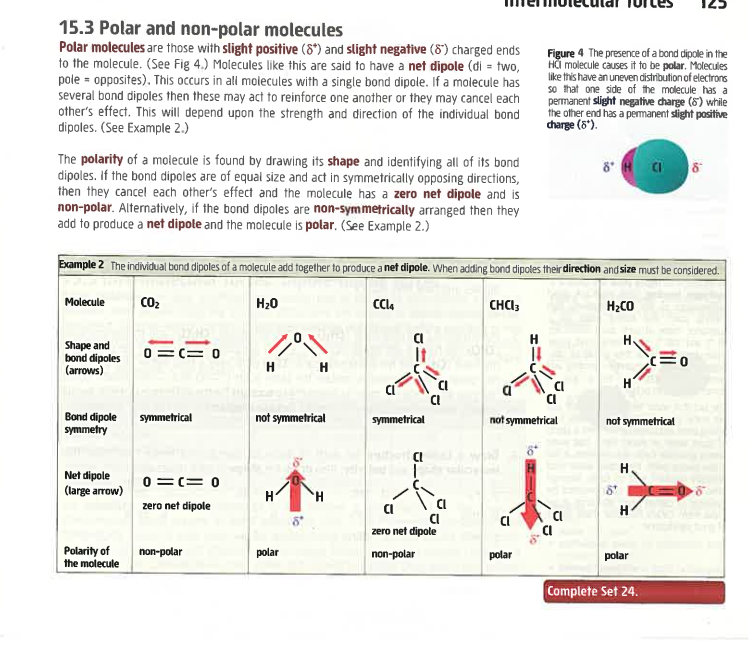 Intermolecular forces 125
15.3 Polar and non-polar molecules
Polar molecules are those with slight positive (δ⁺) and slight negative (δ⁻) charged ends
to the molecule. (See Fig 4.) Molecules like this are said to have a net dipole (di = two,
pole = opposites). This occurs in all molecules with a single bond dipole. If a molecule has
several bond dipoles then these may act to reinforce one another or they may cancel each
other's effect. This will depend upon the strength and direction of the individual bond
dipoles. (See Example 2.)
The polarity of a molecule is found by drawing its shape and identifying all of its bond
dipoles. If the bond dipoles are of equal size and act in symmetrically opposing directions,
then they cancel each other's effect and the molecule has a zero net dipole and is
non-polar. Alternatively, if the bond dipoles are non-symmetrically arranged then they
add to produce a net dipole and the molecule is polar. (See Example 2.)
Figure 4 The presence of a bond dipole in the
HCl molecule causes it to be polar. Molecules
like this have an uneven distribution of electrons
so that one side of the molecule has a
permanent slight negative charge (δ⁻) while
the other end has a permanent slight positive
charge (δ⁺).
δ⁺ H Cl δ⁻
Example 2 The individual bond dipoles of a molecule add together to produce a net dipole. When adding bond dipoles their direction and size must be considered.
Molecule CO₂ H₂O CCl₄ CHCl₃ H₂CO
Shape and
bond dipoles
(arrows)
O=C=O
O H H
Cl C Cl Cl Cl
H C Cl Cl Cl
H C=O H
Bond dipole
symmetry
symmetrical not symmetrical symmetrical not symmetrical not symmetrical
Net dipole
(large arrow)
O=C=O
zero net dipole
δ⁻ O H H δ⁺
Cl C Cl Cl Cl
zero net dipole
δ⁺ H C Cl Cl Cl δ⁻
H δ⁺ C=O δ⁻ H
Polarity of
the molecule
non-polar polar non-polar polar polar
Complete Set 24.